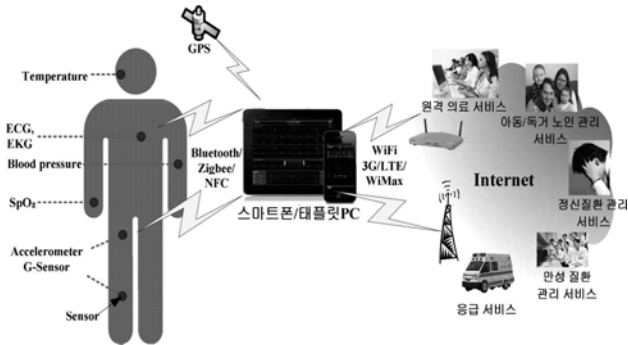 GPS
Temperature
ECG,
EKG
Blood pressure
SpO₂
Accelerometer
G-Sensor
Sensor
Bluetooth/
Zigbee/
NFC
스마트폰/태플릿PC
WiFi
3G/LTE/
WiMax
원격 의료 서비스
아동/독거 노인 관리
서비스
Internet
정신질환 관리
서비스
만성 질환
관리 서비스
응급 서비스